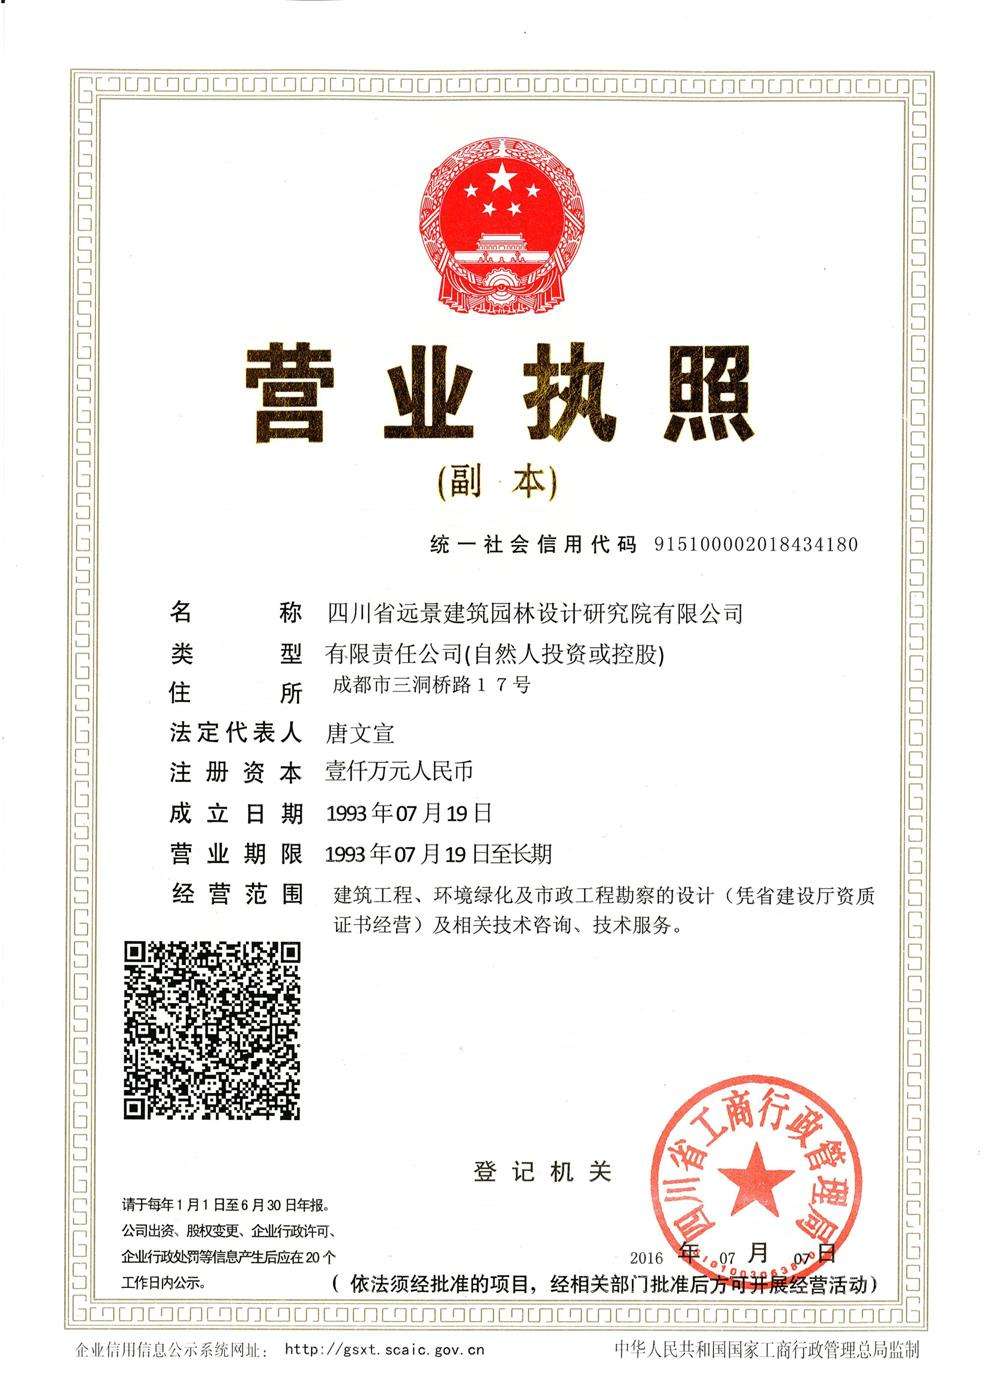 营业执照
(副 本)
统一社会信用代码 915100002018434180
名称 四川省远景建筑园林设计研究院有限公司
类型 有限责任公司(自然人投资或控股)
住所 成都市三洞桥路17号
法定代表人 唐文宣
注册资本 壹仟万元人民币
成立日期 1993年07月19日
营业期限 1993年07月19日至长期
经营范围 建筑工程、环境绿化及市政工程勘察的设计（凭省建设厅资质
证书经营）及相关技术咨询、技术服务。
登记机关
四川省工商行政管理局
请于每年1月1日至6月30日年报。
公司出资、股权变更、企业行政许可、
企业行政处罚等信息产生后应在20个
工作日内公示。
2016 年 07 月 07 日
（依法须经批准的项目，经相关部门批准后方可开展经营活动）
企业信用信息公示系统网址： http://gsxt.scaic.gov.cn
中华人民共和国国家工商行政管理总局监制